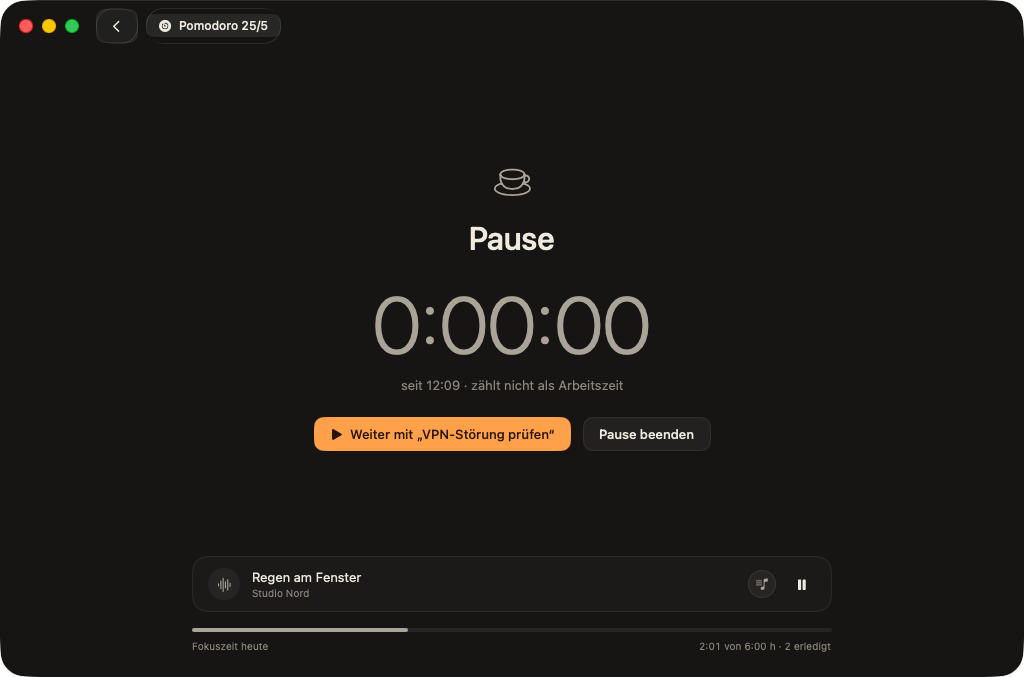 Pomodoro 25/5
Pause
0:00:00
seit 12:09 · zählt nicht als Arbeitszeit
Weiter mit „VPN-Störung prüfen“
Pause beenden
Regen am Fenster
Studio Nord
Fokuszeit heute
2:01 von 6:00 h · 2 erledigt